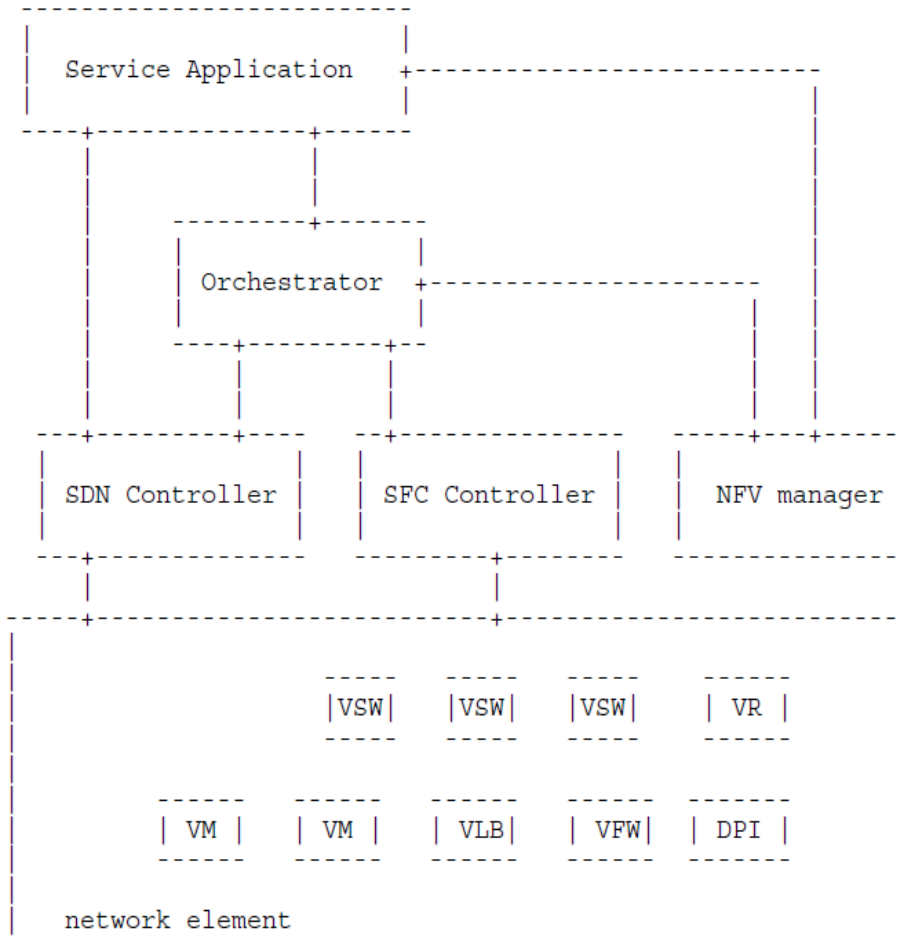 Service Application
Orchestrator
SDN Controller SFC Controller NFV manager
VSW VSW VSW VR
VM VM VLB VFW DPI
network element